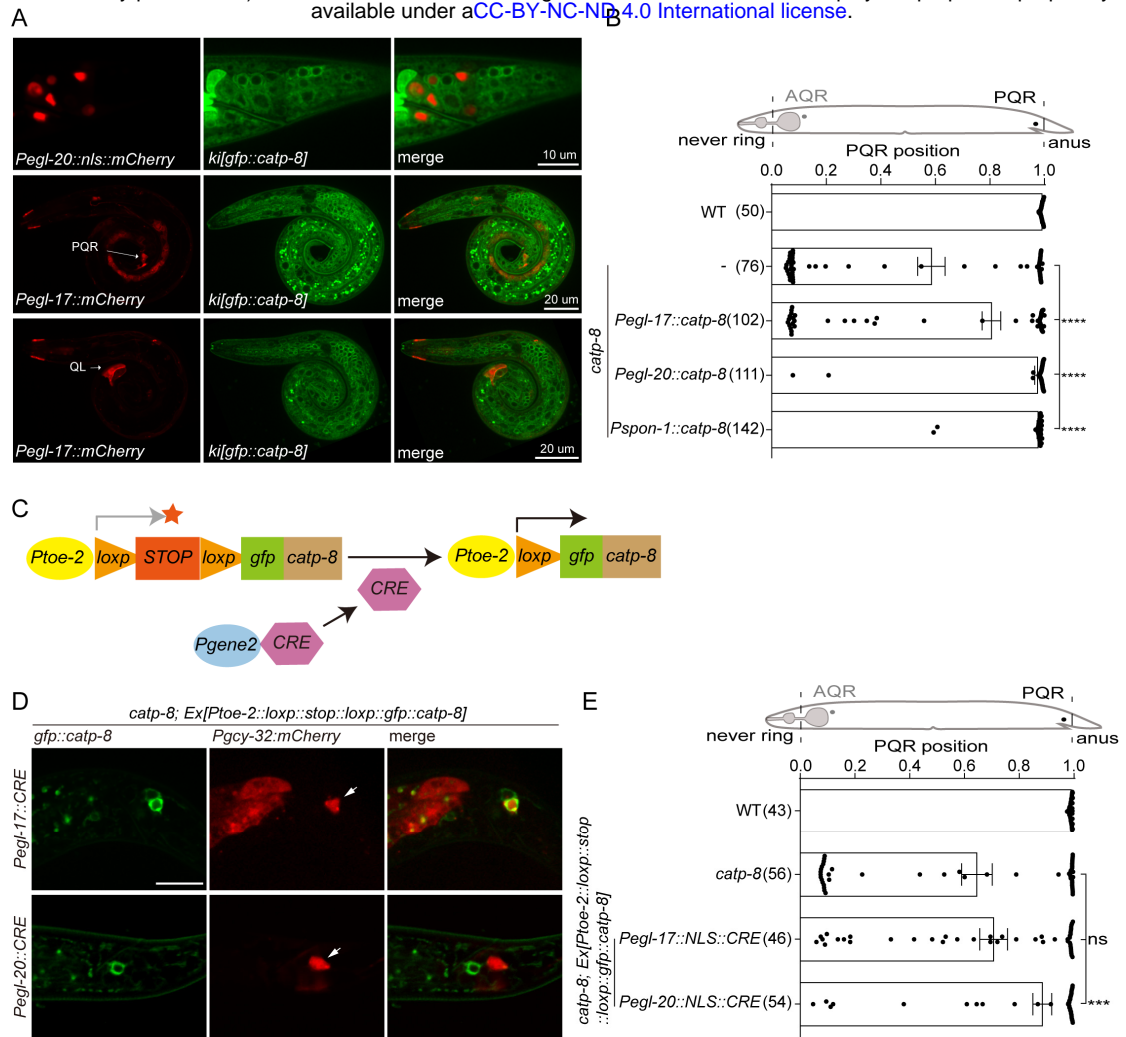 available under aCC-BY-NC-ND 4.0 International license.
A
Pegl-20::nls::mCherry
ki[gfp::catp-8]
merge
10 um
PQR
Pegl-17::mCherry
ki[gfp::catp-8]
merge
20 um
QL
Pegl-17::mCherry
ki[gfp::catp-8]
merge
20 um
B
AQR
PQR
never ring
anus
PQR position
0.0 0.2 0.4 0.6 0.8 1.0
WT (50)
- (76)
Pegl-17::catp-8(102)
Pegl-20::catp-8(111)
Pspon-1::catp-8(142)
catp-8
****
****
****
C
Ptoe-2 loxp STOP loxp gfp catp-8
Ptoe-2 loxp gfp catp-8
CRE
Pgene2 CRE
D
catp-8; Ex[Ptoe-2::loxp::stop::loxp::gfp::catp-8]
gfp::catp-8
Pgcy-32:mCherry
merge
Pegl-17::CRE
Pegl-20::CRE
E
AQR
PQR
never ring
anus
PQR position
0.0 0.2 0.4 0.6 0.8 1.0
WT(43)
catp-8(56)
Pegl-17::NLS::CRE(46)
Pegl-20::NLS::CRE(54)
catp-8; Ex[Ptoe-2::loxp::stop
::loxp::gfp::catp-8]
ns
***